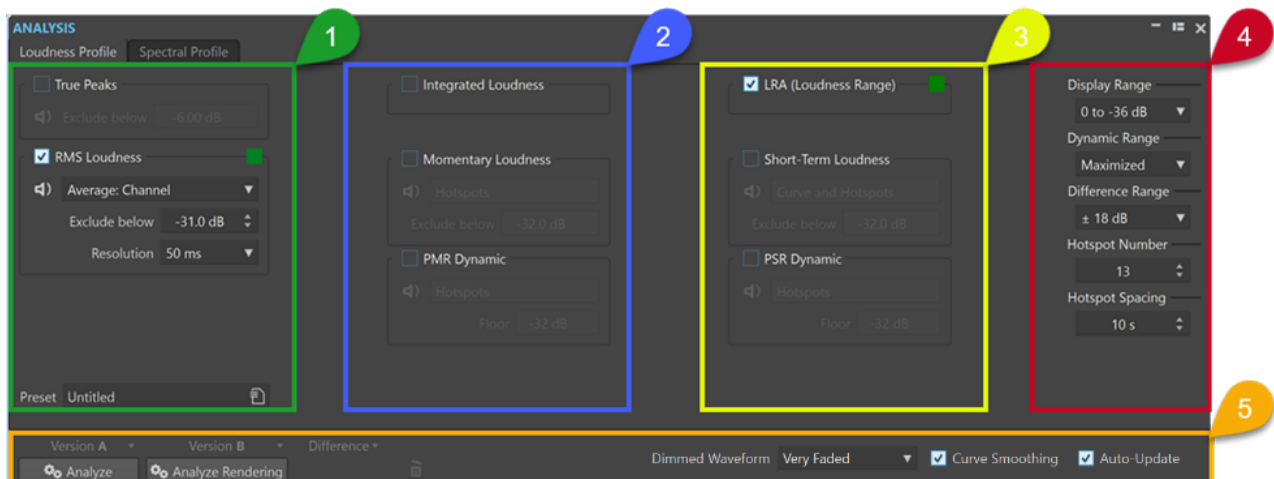 ANALYSIS
Loudness Profile Spectral Profile
1
2
3
4
True Peaks
Exclude below -6.00 dB
RMS Loudness
Average: Channel
Exclude below -31.0 dB
Resolution 50 ms
Preset Untitled
Integrated Loudness
Momentary Loudness
Hotspots
Exclude below -32.0 dB
PMR Dynamic
Hotspots
Floor -32 dB
LRA (Loudness Range)
Short-Term Loudness
Curve and Hotspots
Exclude below -32.0 dB
PSR Dynamic
Hotspots
Floor -32 dB
Display Range
0 to -36 dB
Dynamic Range
Maximized
Difference Range
± 18 dB
Hotspot Number
13
Hotspot Spacing
10 s
5
Version A Version B Difference
Analyze Analyze Rendering
Dimmed Waveform Very Faded Curve Smoothing Auto-Update